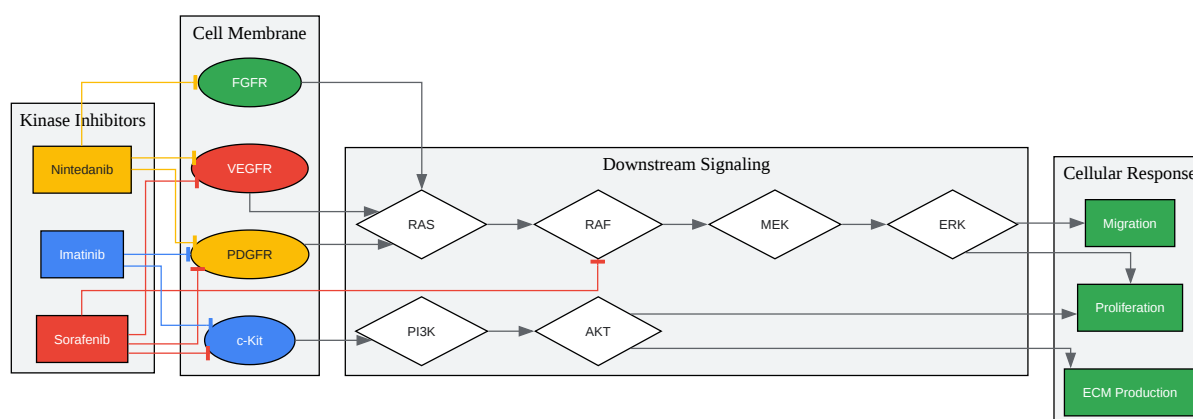 Kinase Inhibitors
Nintedanib
Imatinib
Sorafenib
Cell Membrane
FGFR
VEGFR
PDGFR
c-Kit
Downstream Signaling
RAS
RAF
MEK
ERK
PI3K
AKT
Cellular Response
Migration
Proliferation
ECM Production